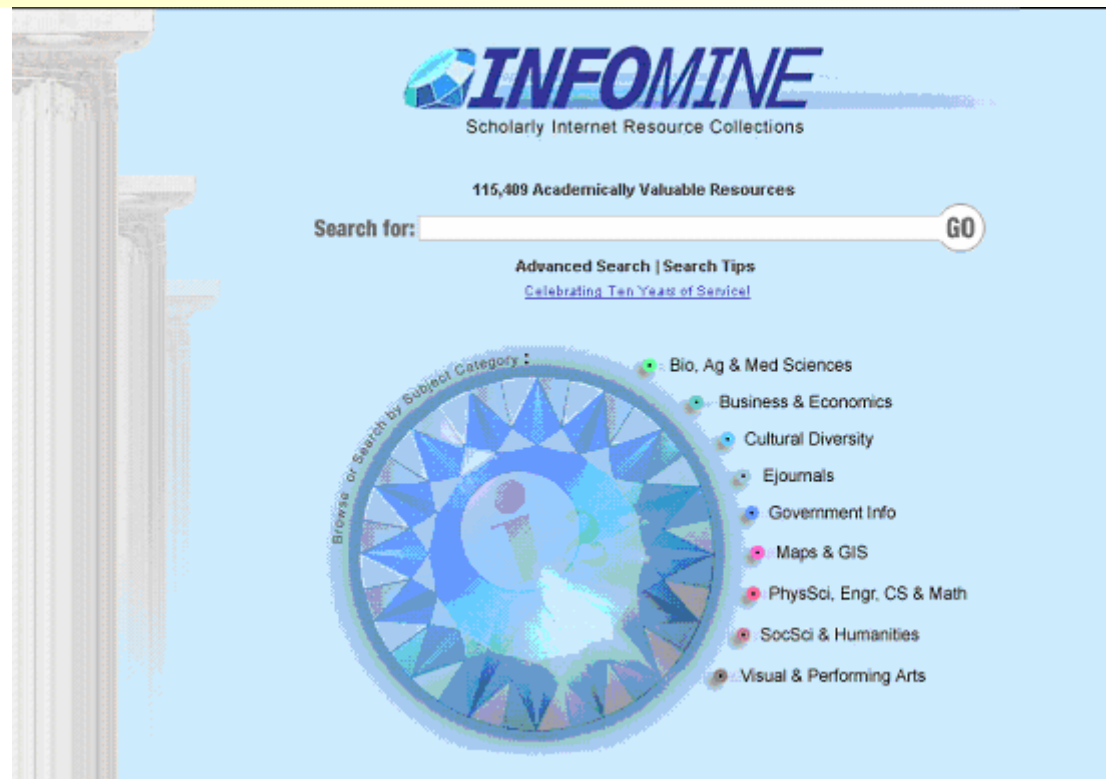 INFOMINE
Scholarly Internet Resource Collections
115,409 Academically Valuable Resources
Search for:
GO
Advanced Search | Search Tips
Celebrating Ten Years of Service!
Browse or Search by Subject Category :
Bio, Ag & Med Sciences
Business & Economics
Cultural Diversity
Ejournals
Government Info
Maps & GIS
PhysSci, Engr, CS & Math
SocSci & Humanities
Visual & Performing Arts